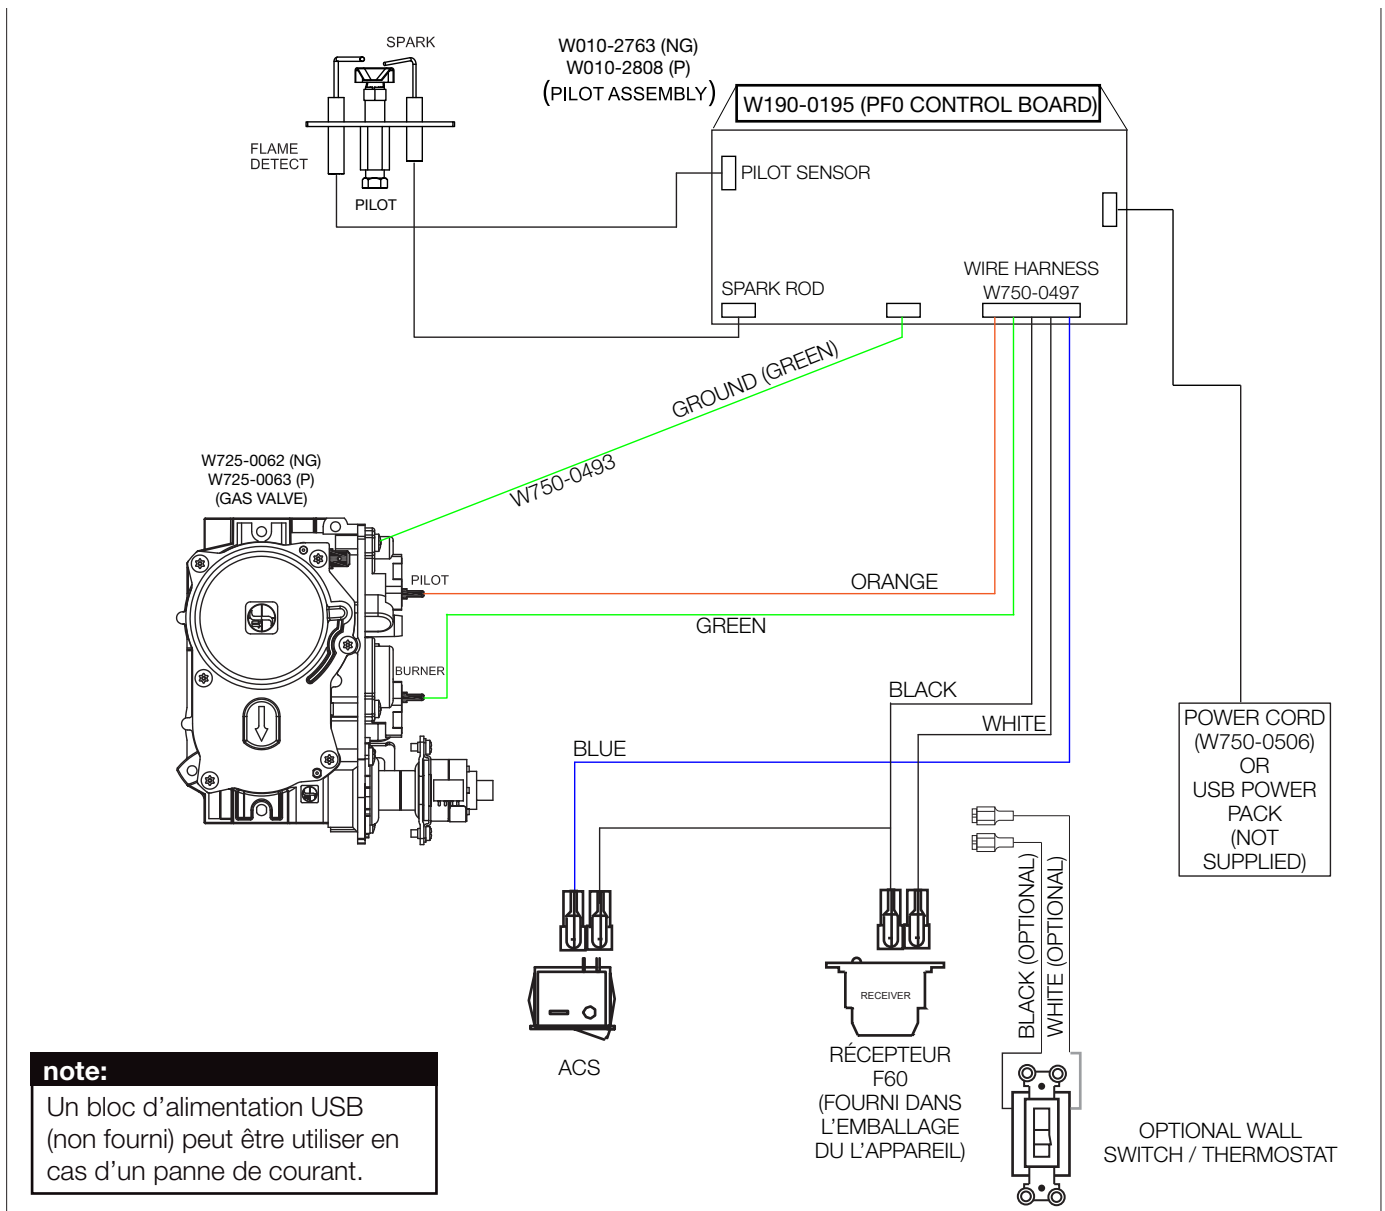 SPARK
W010-2763 (NG)
W010-2808 (P)
(PILOT ASSEMBLY)
W190-0195 (PF0 CONTROL BOARD)
FLAME
DETECT
PILOT
PILOT SENSOR
SPARK ROD
WIRE HARNESS
W750-0497
GROUND (GREEN)
W750-0493
W725-0062 (NG)
W725-0063 (P)
(GAS VALVE)
PILOT
ORANGE
GREEN
BURNER
BLACK
WHITE
BLUE
POWER CORD
(W750-0506)
OR
USB POWER
PACK
(NOT
SUPPLIED)
BLACK (OPTIONAL)
WHITE (OPTIONAL)
RECEIVER
ACS
RÉCEPTEUR
F60
(FOURNI DANS
L'EMBALLAGE
DU L'APPAREIL)
OPTIONAL WALL
SWITCH / THERMOSTAT
note:
Un bloc d'alimentation USB
(non fourni) peut être utiliser en
cas d'un panne de courant.